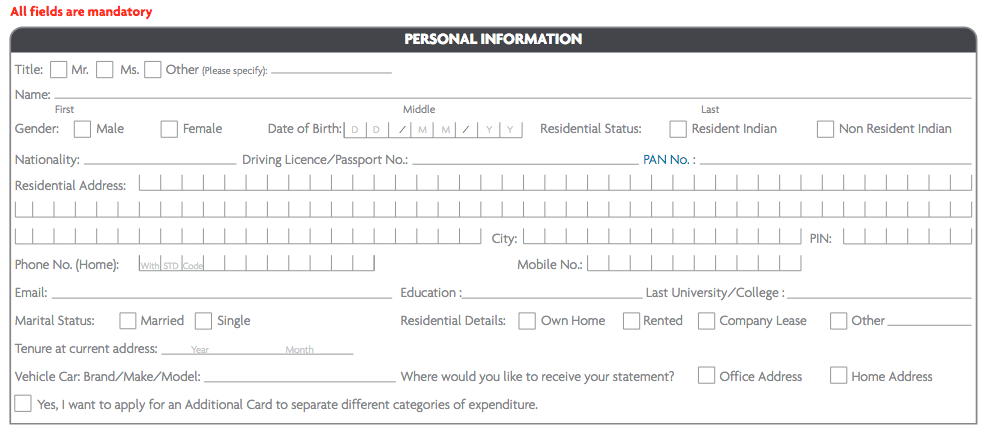 All fields are mandatory
PERSONAL INFORMATION
Title: Mr. Ms. Other (Please specify):
Name:
First Middle Last
Gender: Male Female Date of Birth: D D / M M / Y Y Residential Status: Resident Indian Non Resident Indian
Nationality: Driving Licence/Passport No.: PAN No. :
Residential Address:
City: PIN:
Phone No. (Home): With STD Code Mobile No.:
Email: Education : Last University/College :
Marital Status: Married Single Residential Details: Own Home Rented Company Lease Other
Tenure at current address: Year Month
Vehicle Car: Brand/Make/Model: Where would you like to receive your statement? Office Address Home Address
Yes, I want to apply for an Additional Card to separate different categories of expenditure.